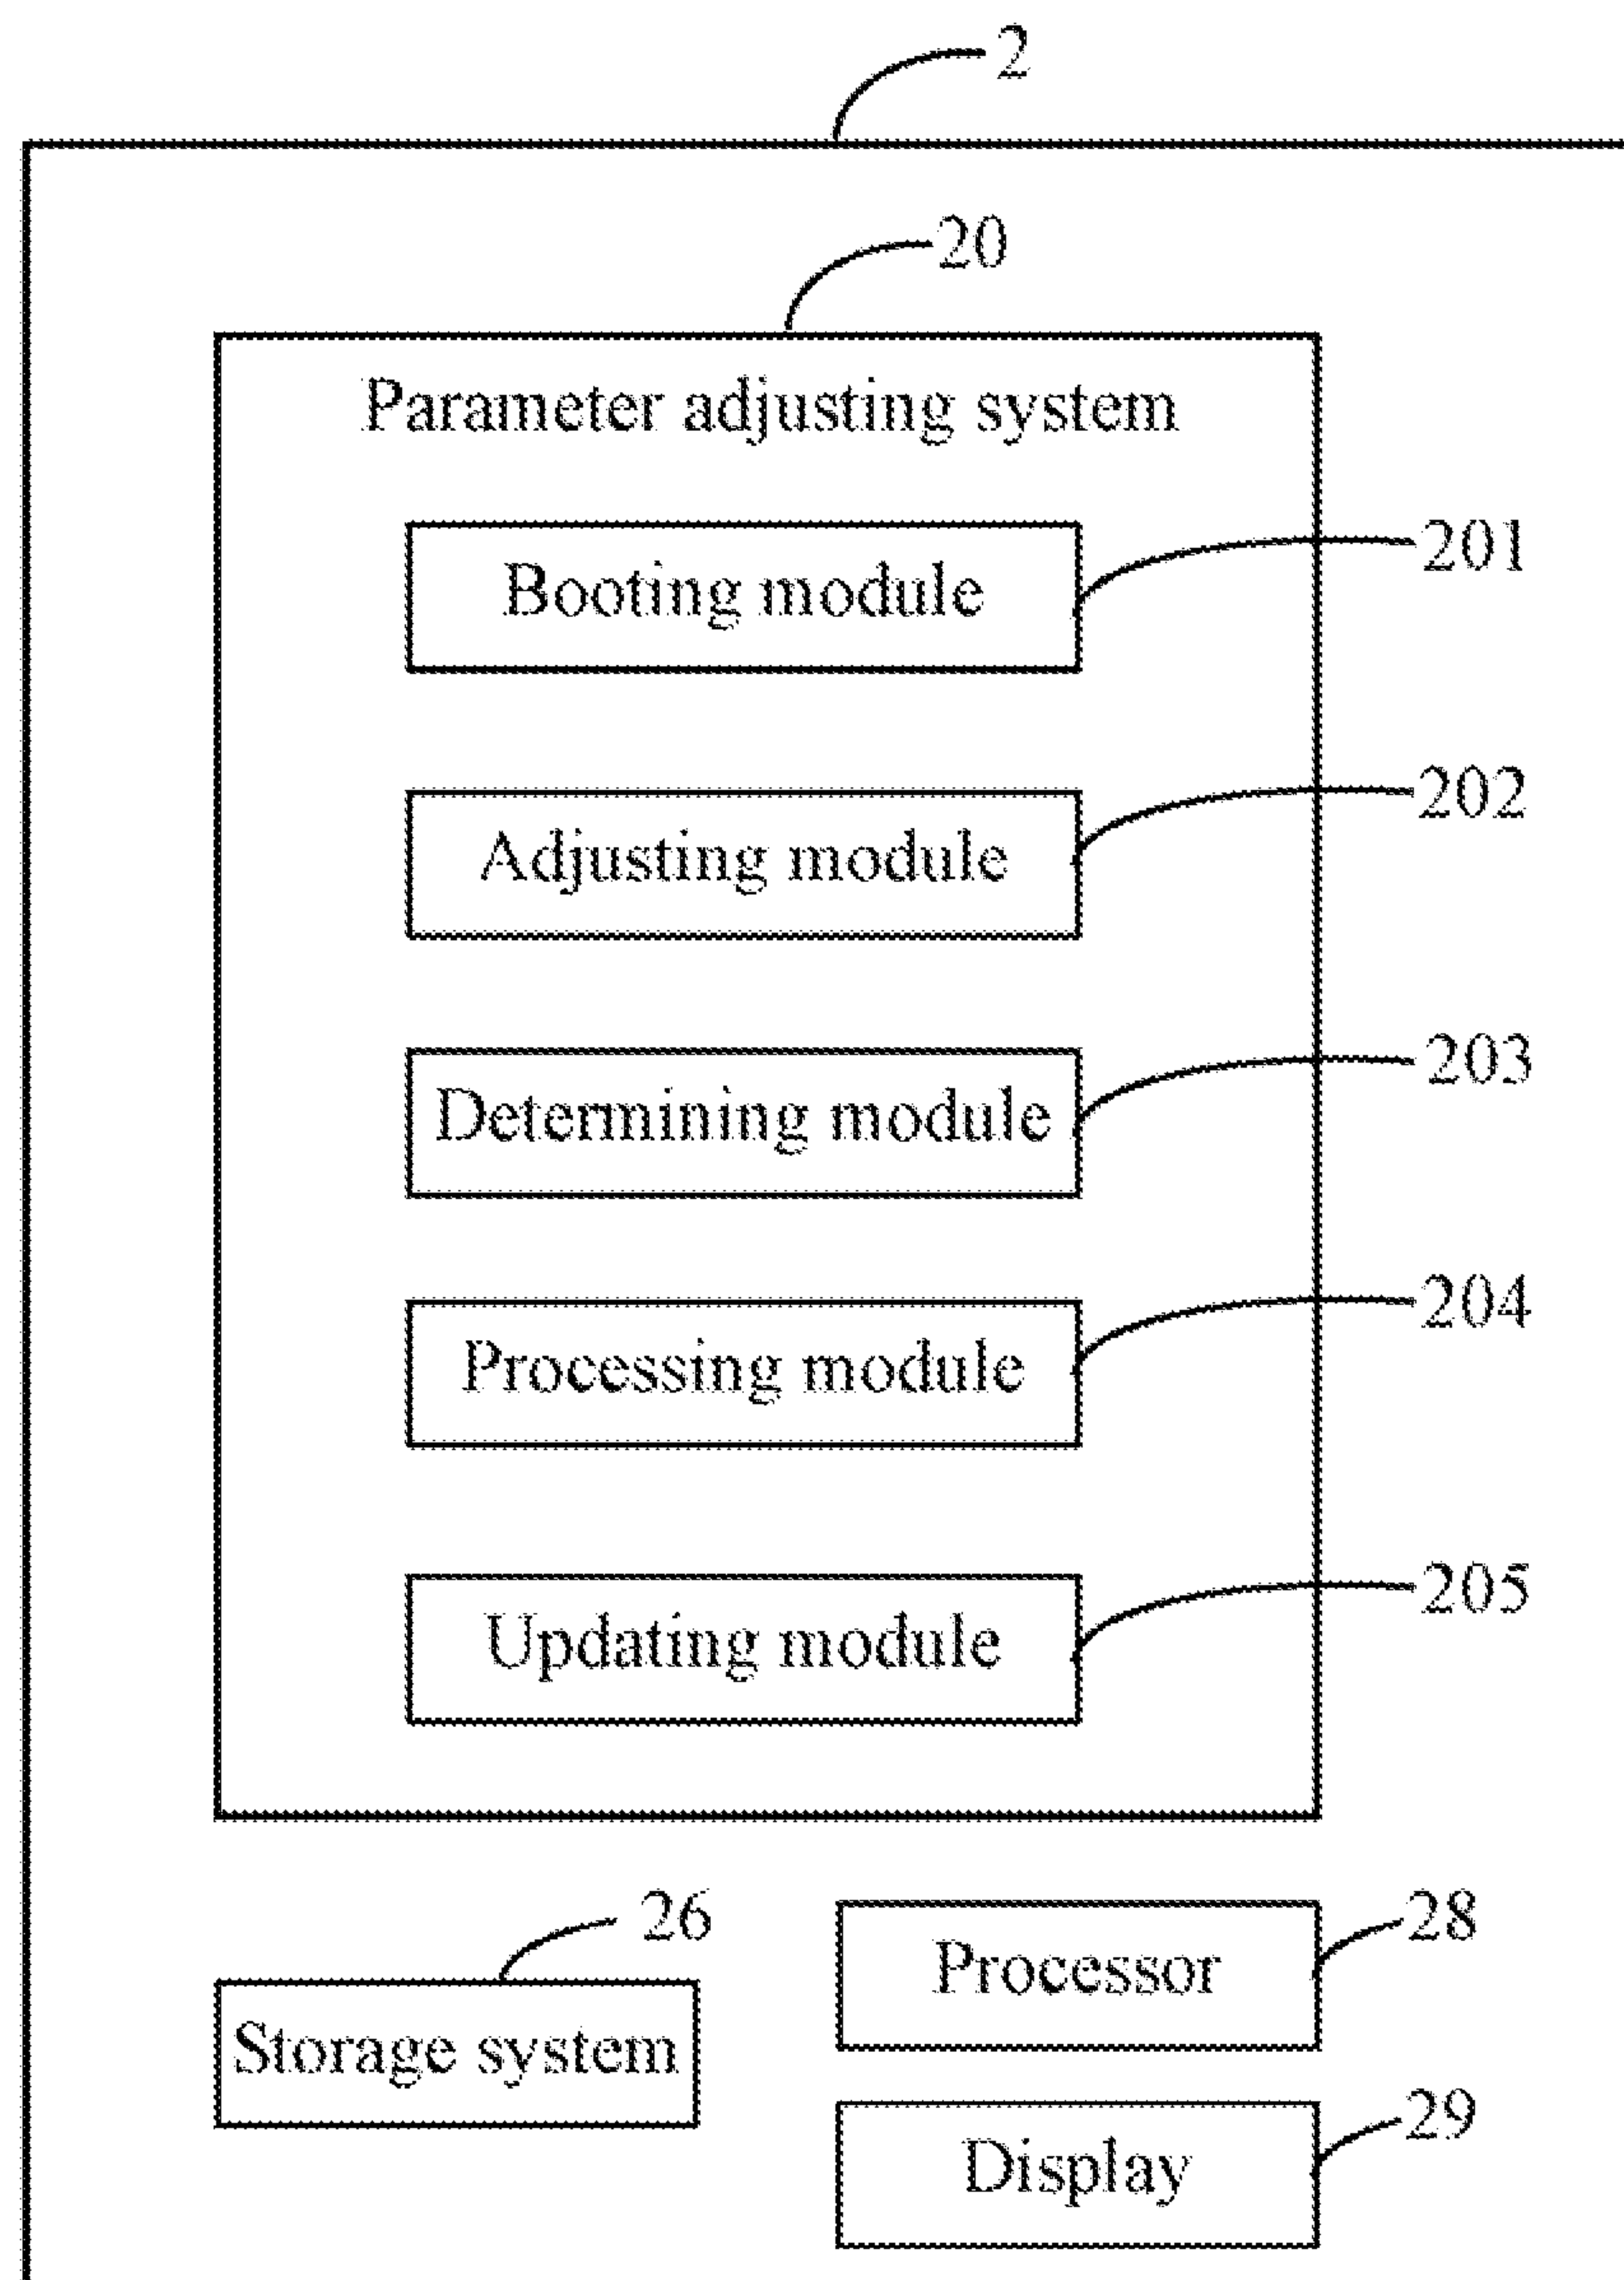 2
20
Parameter adjusting system
Booting module
201
Adjusting module
202
Determining module
203
Processing module
204
Updating module
205
26
Storage system
Processor
28
Display
29